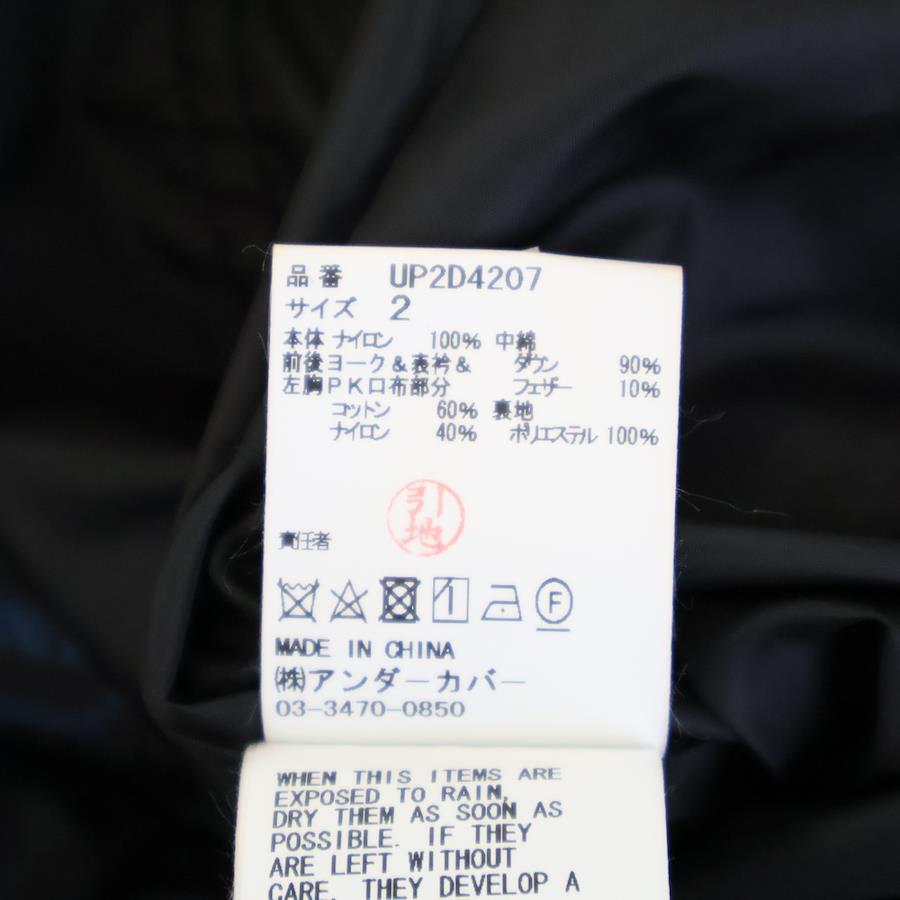 品番 UP2D4207
サイズ 2
本体 ナイロン 100% 中綿
前後ヨーク&表衿& ダウン 90%
左胸PK口布部分 フェザー 10%
コットン 60% 裏地
ナイロン 40% ポリエステル 100%
引地
責任者
F
MADE IN CHINA
㈱アンダーカバー
03-3470-0850
WHEN THIS ITEMS ARE
EXPOSED TO RAIN,
DRY THEM AS SOON AS
POSSIBLE. IF THEY
ARE LEFT WITHOUT
CARE, THEY DEVELOP A